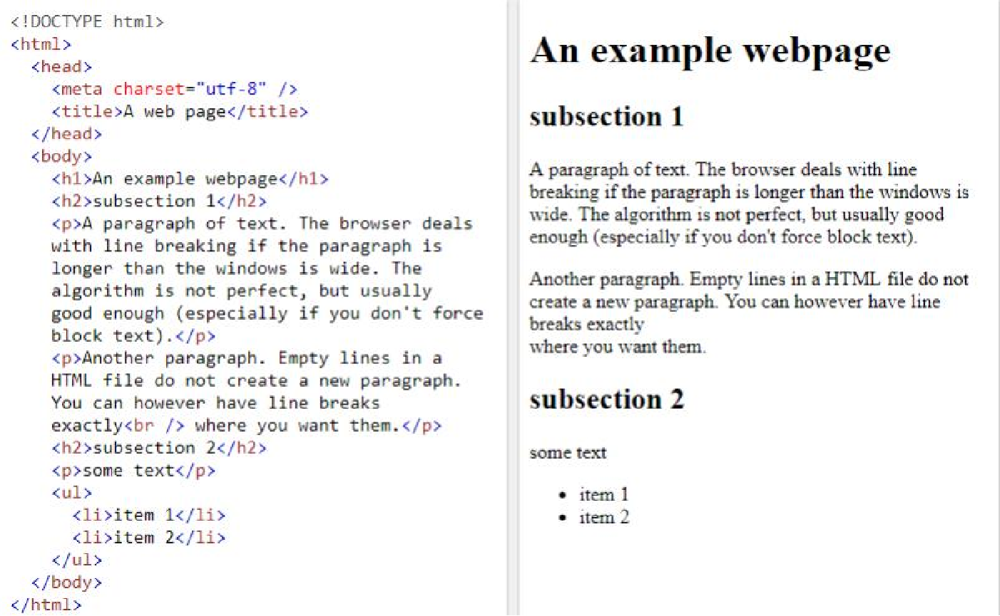 <!DOCTYPE html>
<html>
<head>
<meta charset="utf-8" />
<title>A web page</title>
</head>
<body>
<h1>An example webpage</h1>
<h2>subsection 1</h2>
<p>A paragraph of text. The browser deals
with line breaking if the paragraph is
longer than the windows is wide. The
algorithm is not perfect, but usually
good enough (especially if you don't force
block text).</p>
<p>Another paragraph. Empty lines in a
HTML file do not create a new paragraph.
You can however have line breaks
exactly<br /> where you want them.</p>
<h2>subsection 2</h2>
<p>some text</p>
<ul>
<li>item 1</li>
<li>item 2</li>
</ul>
</body>
</html>
An example webpage
subsection 1
A paragraph of text. The browser deals with line
breaking if the paragraph is longer than the windows is
wide. The algorithm is not perfect, but usually good
enough (especially if you don't force block text).
Another paragraph. Empty lines in a HTML file do not
create a new paragraph. You can however have line
breaks exactly
where you want them.
subsection 2
some text
• item 1
• item 2